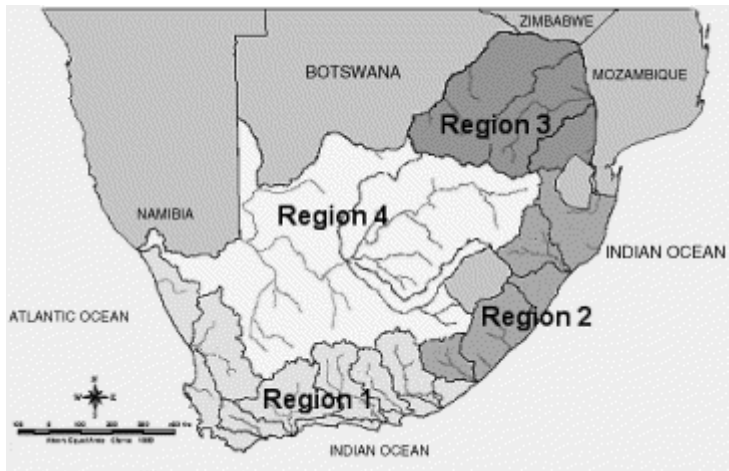 ZIMBABWE
BOTSWANA
MOZAMBIQUE
Region 3
NAMIBIA
Region 4
INDIAN OCEAN
ATLANTIC OCEAN
Region 2
N
W E
S
Region 1
INDIAN OCEAN